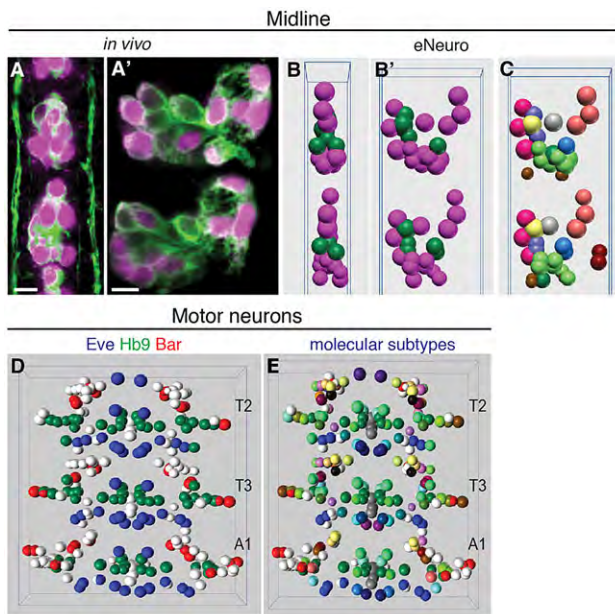 Midline
in vivo eNeuro
A A' B B' C
Motor neurons
Eve Hb9 Bar molecular subtypes
D E
T2 T2
T3 T3
A1 A1